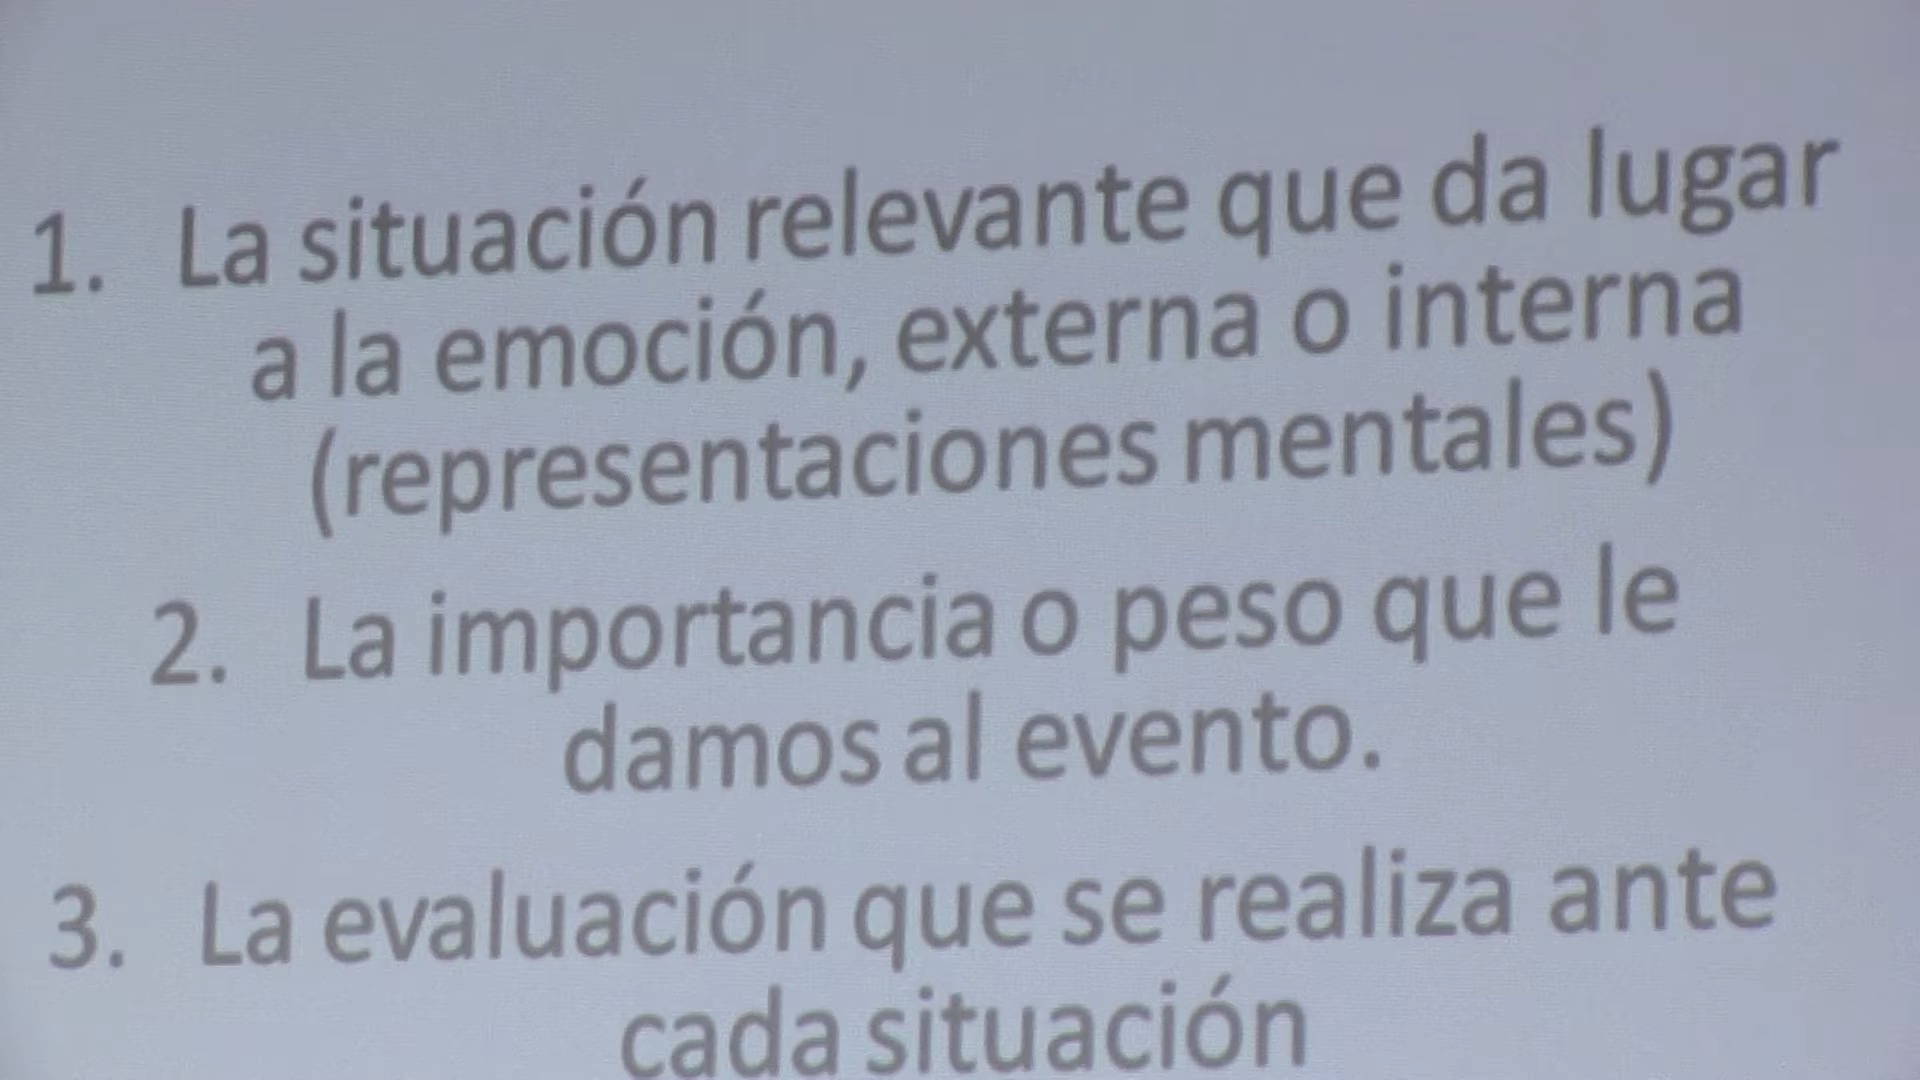 1. La situación relevante que da lugar
a la emoción, externa o interna
(representaciones mentales)
2. La importancia o peso que le
damos al evento.
3. La evaluación que se realiza ante
cada situación